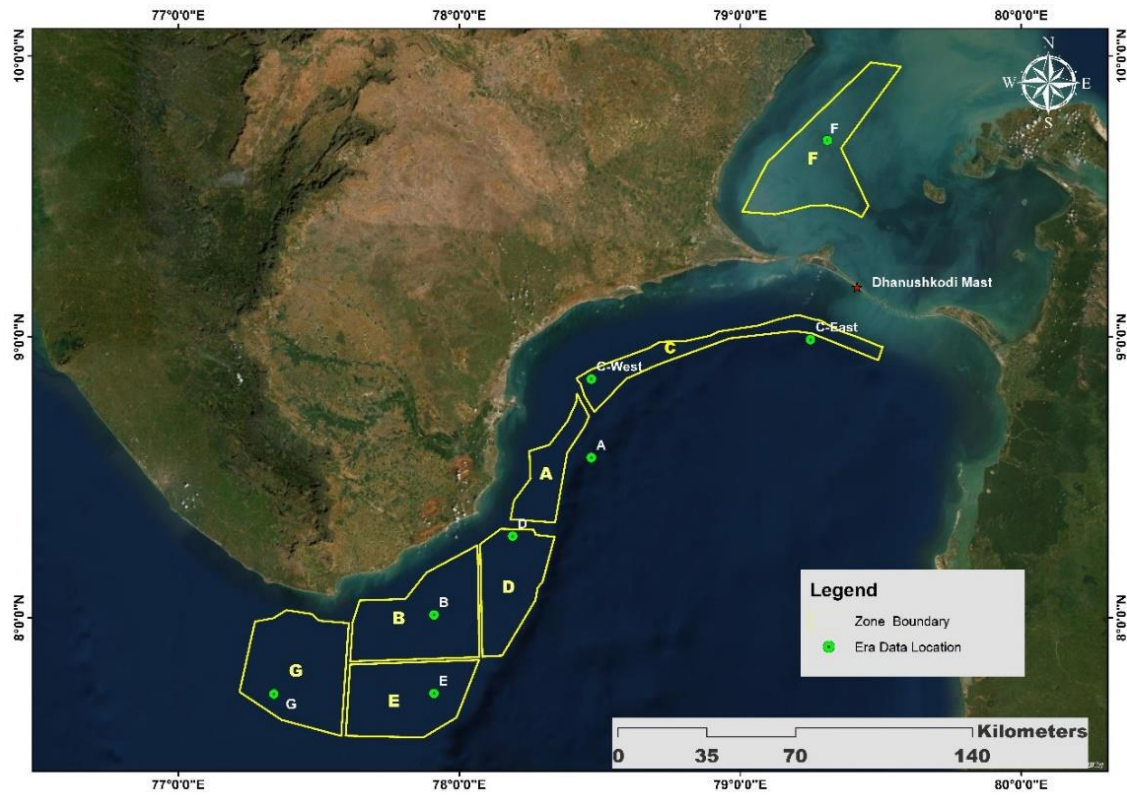 77°0'0"E 78°0'0"E 79°0'0"E 80°0'0"E
10°0'0"N 10°0'0"N
N
W E
S
F
F
Dhanushkodi Mast
9°0'0"N 9°0'0"N
C-East
C
C-West
A
A
D
D
B
B
8°0'0"N 8°0'0"N
G
G
E
E
Legend
Zone Boundary
Era Data Location
Kilometers
0 35 70 140
77°0'0"E 78°0'0"E 79°0'0"E 80°0'0"E